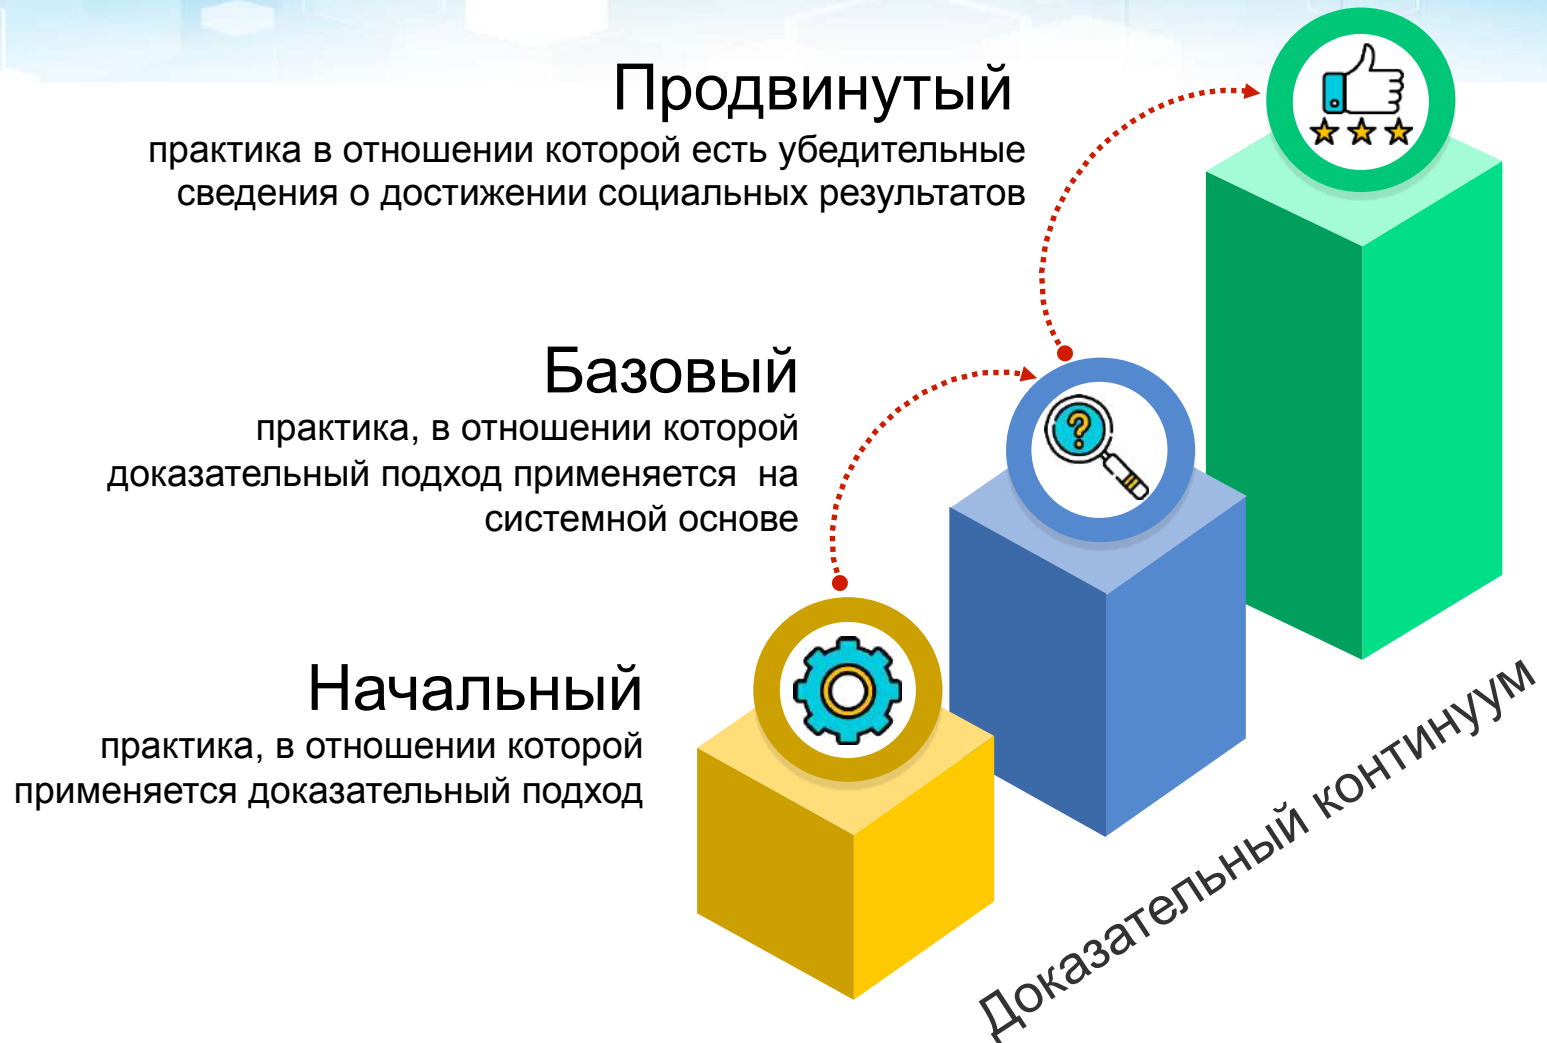 Продвинутый
практика в отношении которой есть убедительные
сведения о достижении социальных результатов
Базовый
практика, в отношении которой
доказательный подход применяется  на
системной основе
Начальный
практика, в отношении которой
применяется доказательный подход
Доказательный континуум